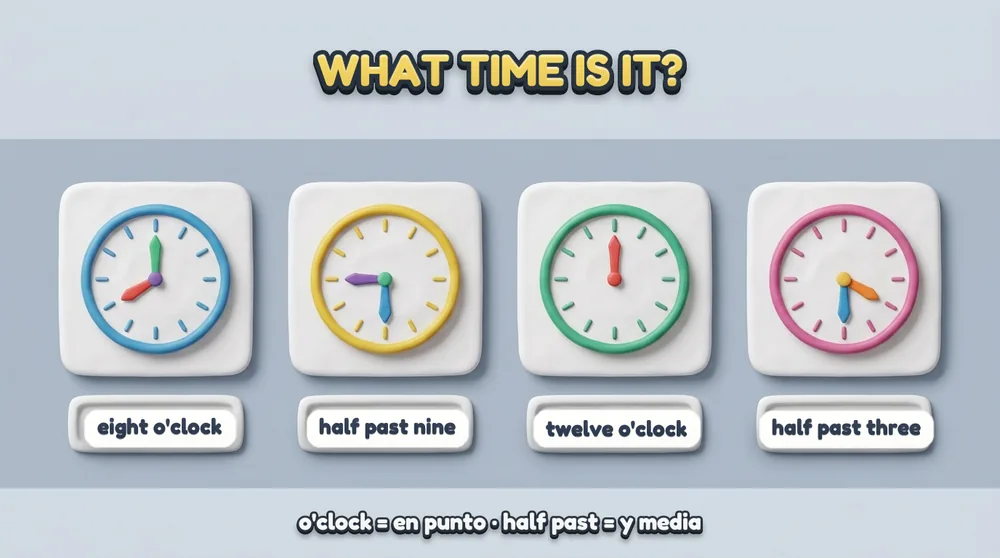 WHAT TIME IS IT?
eight o'clock
half past nine
twelve o'clock
half past three
o'clock = en punto · half past = y media